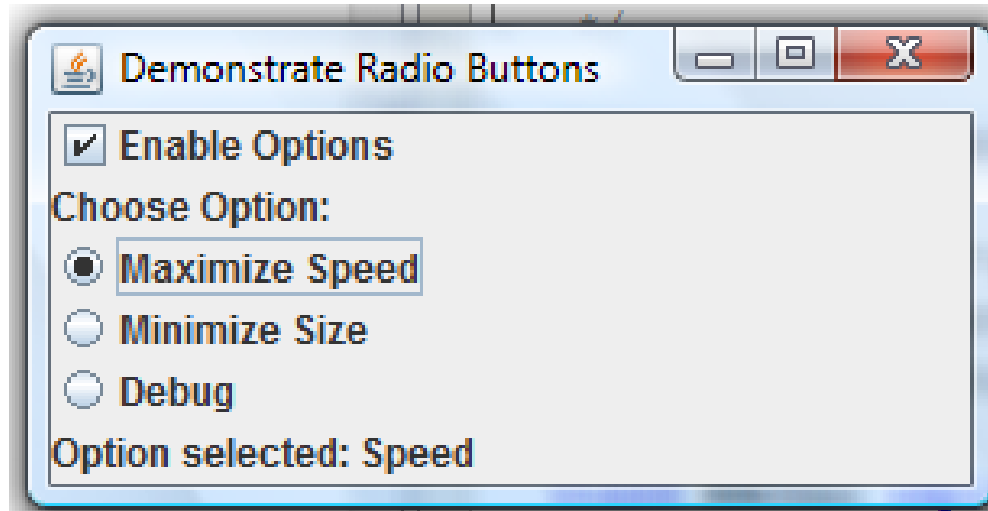 Demonstrate Radio Buttons
Enable Options
Choose Option:
Maximize Speed
Minimize Size
Debug
Option selected: Speed